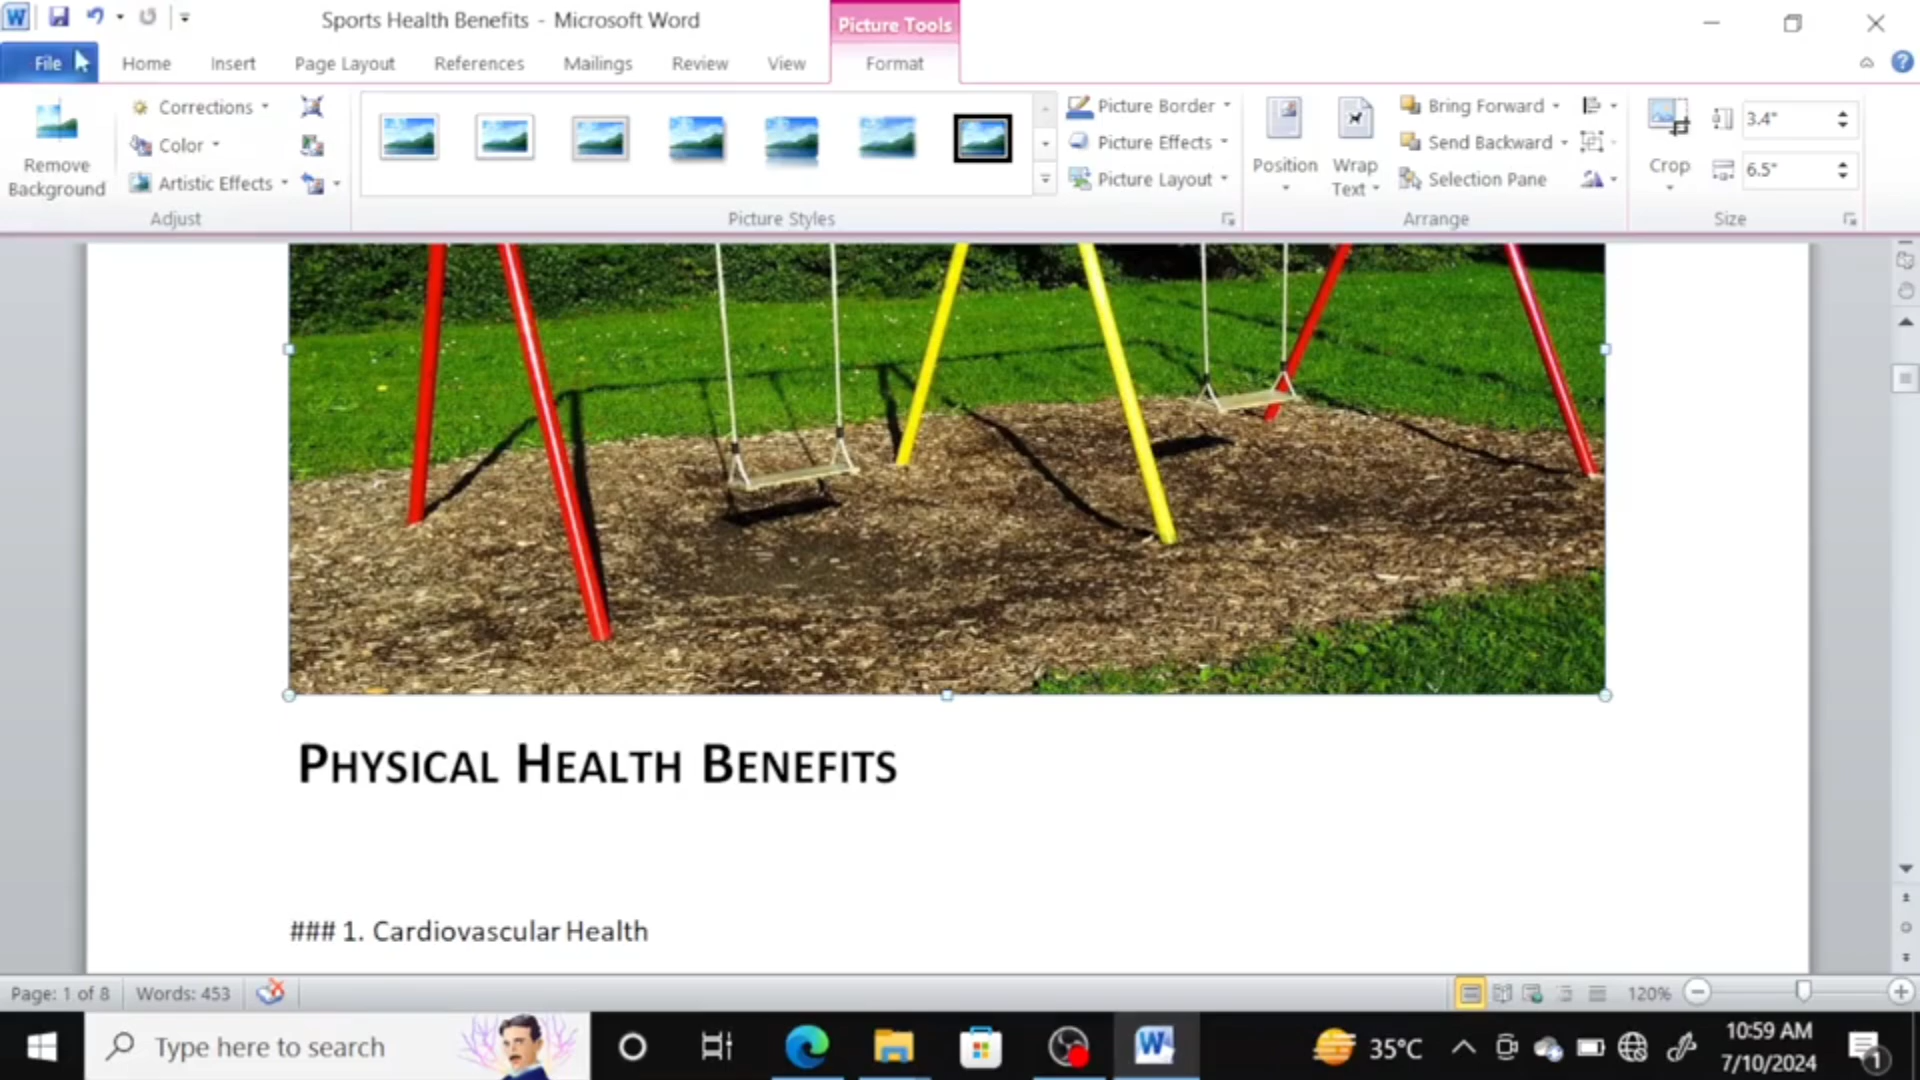 Sports Health Benefits - Microsoft Word
Picture Tools
File Home Insert Page Layout References Mailings Review View Format
Remove Background
Corrections
Color
Artistic Effects
Adjust
Picture Styles
Picture Border
Picture Effects
Picture Layout
Position
Wrap Text
Bring Forward
Send Backward
Selection Pane
Arrange
Crop
3.4"
6.5"
Size
PHYSICAL HEALTH BENEFITS
### 1. Cardiovascular Health
Page: 1 of 8 Words: 453 120%
Type here to search
35°C
10:59 AM
7/10/2024
1